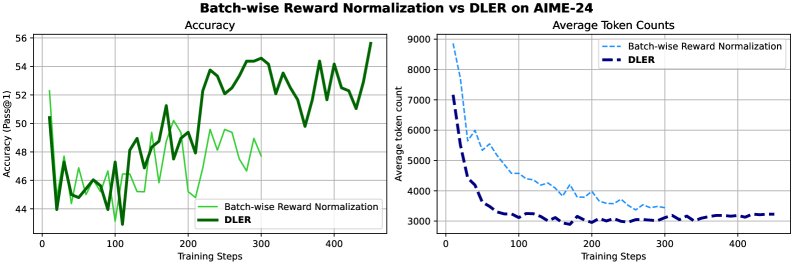 Batch-wise Reward Normalization vs DLER on AIME-24
Accuracy
56
54
52
50
48
46
44
Accuracy (Pass@1)
0
100
200
300
400
Training Steps
Batch-wise Reward Normalization
DLER
Average Token Counts
9000
8000
7000
6000
5000
4000
3000
Average token count
0
100
200
300
400
Training Steps
Batch-wise Reward Normalization
DLER